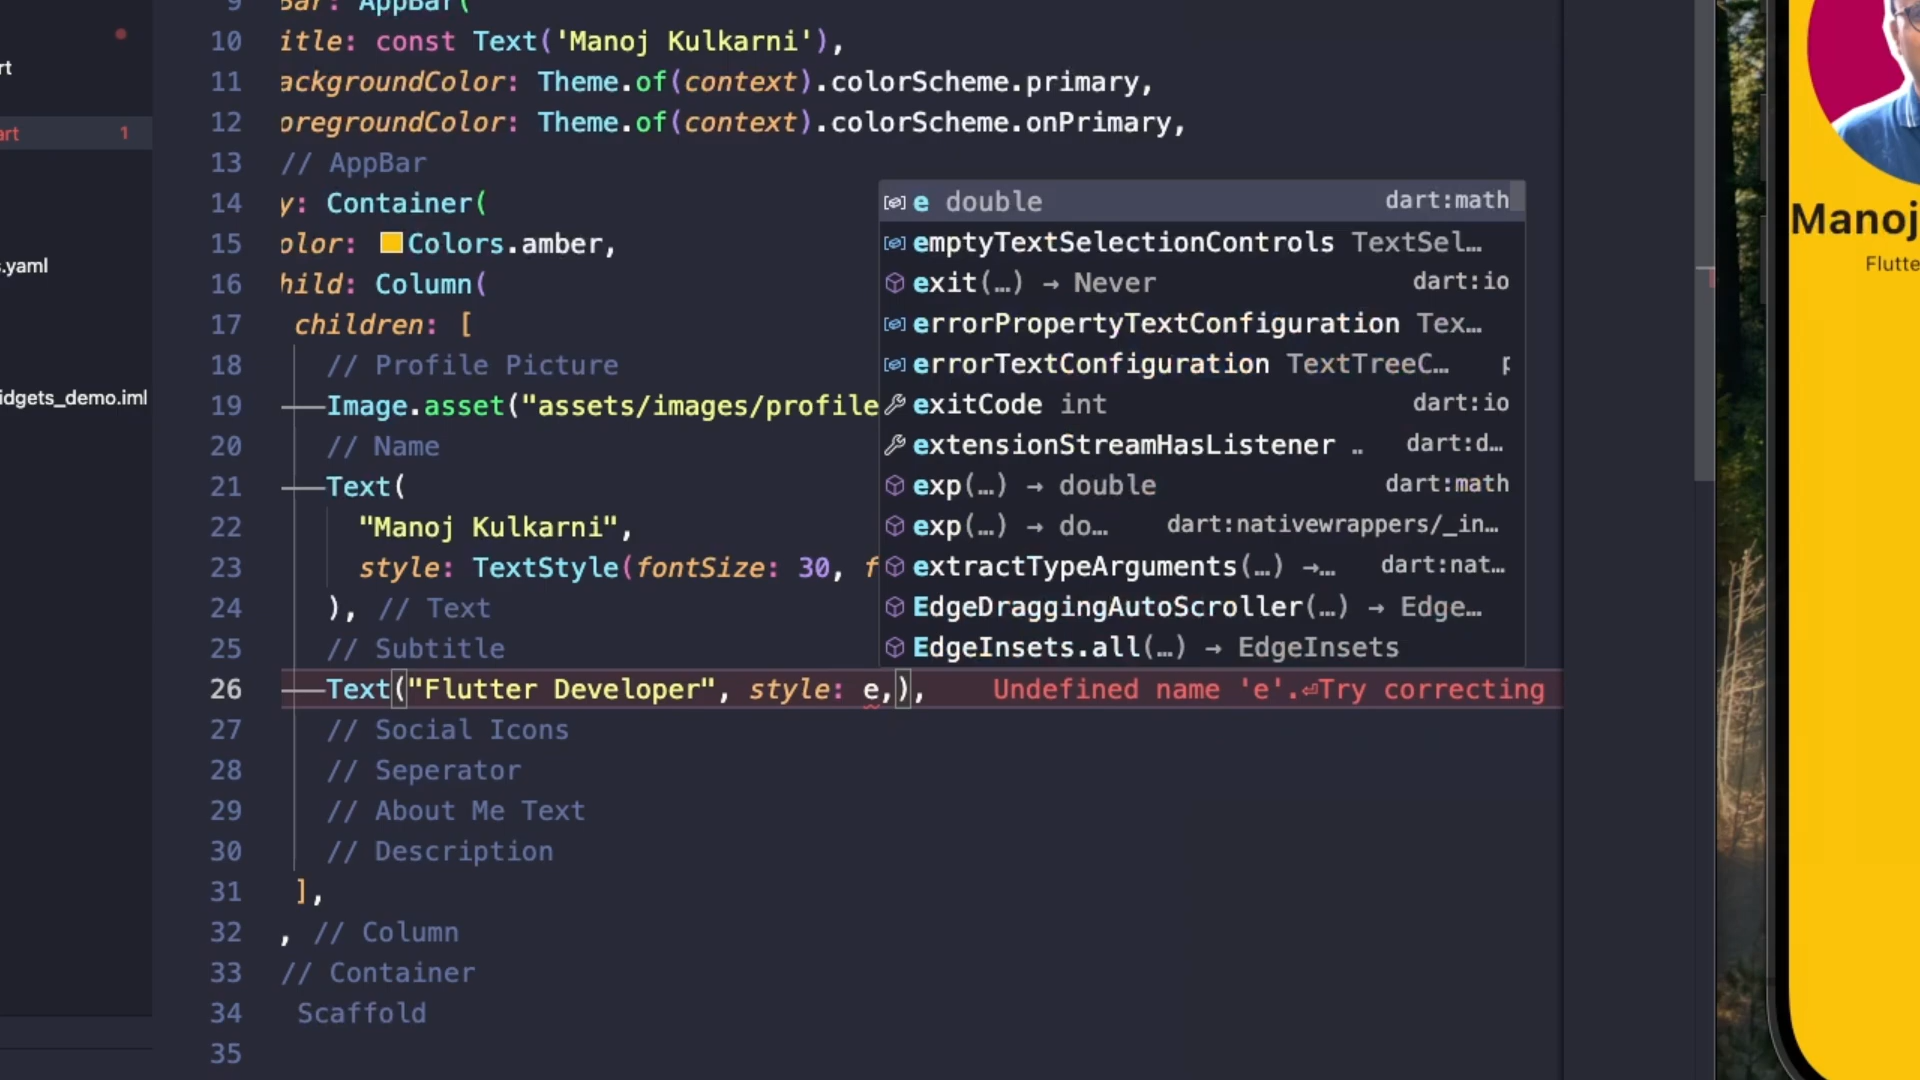 9 Bar: AppBar(
10 itle: const Text('Manoj Kulkarni'),
11 ackgroundColor: Theme.of(context).colorScheme.primary,
12 oregroundColor: Theme.of(context).colorScheme.onPrimary,
13 // AppBar
14 y: Container(
15 olor: Colors.amber,
16 hild: Column(
17 children: [
18 // Profile Picture
19 Image.asset("assets/images/profile
20 // Name
21 Text(
22 "Manoj Kulkarni",
23 style: TextStyle(fontSize: 30, f
24 ), // Text
25 // Subtitle
26 Text("Flutter Developer", style: e,), Undefined name 'e'.⏎Try correcting
27 // Social Icons
28 // Seperator
29 // About Me Text
30 // Description
31 ],
32 , // Column
33 // Container
34 Scaffold
35
e double dart:math
emptyTextSelectionControls TextSel…
exit(…) → Never dart:io
errorPropertyTextConfiguration Tex…
errorTextConfiguration TextTreeC… p
exitCode int dart:io
extensionStreamHasListener .. dart:d…
exp(…) → double dart:math
exp(…) → do… dart:nativewrappers/_in…
extractTypeArguments(…) →… dart:nat…
EdgeDraggingAutoScroller(…) → Edge…
EdgeInsets.all(…) → EdgeInsets
rt
art 1
s.yaml
idgets_demo.iml
Manoj
Flutte